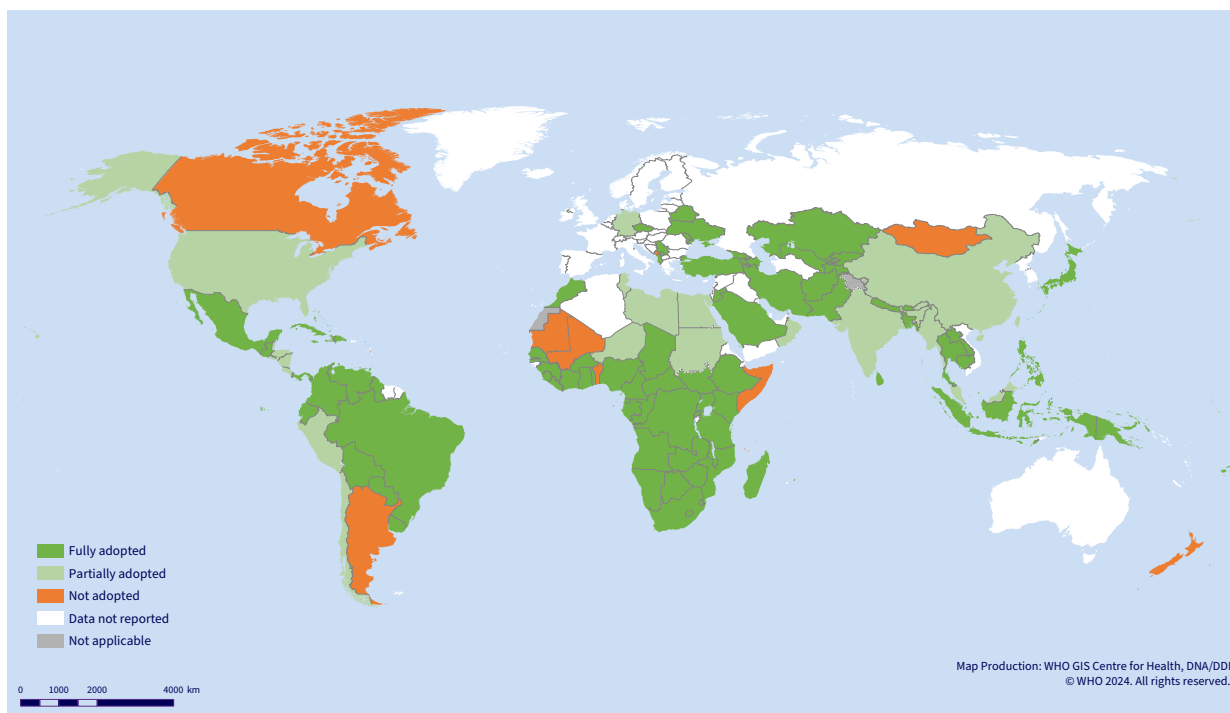 Fully adopted
Partially adopted
Not adopted
Data not reported
Not applicable
0 1000 2000 4000 km
Map Production: WHO GIS Centre for Health, DNA/DDI
© WHO 2024. All rights reserved.